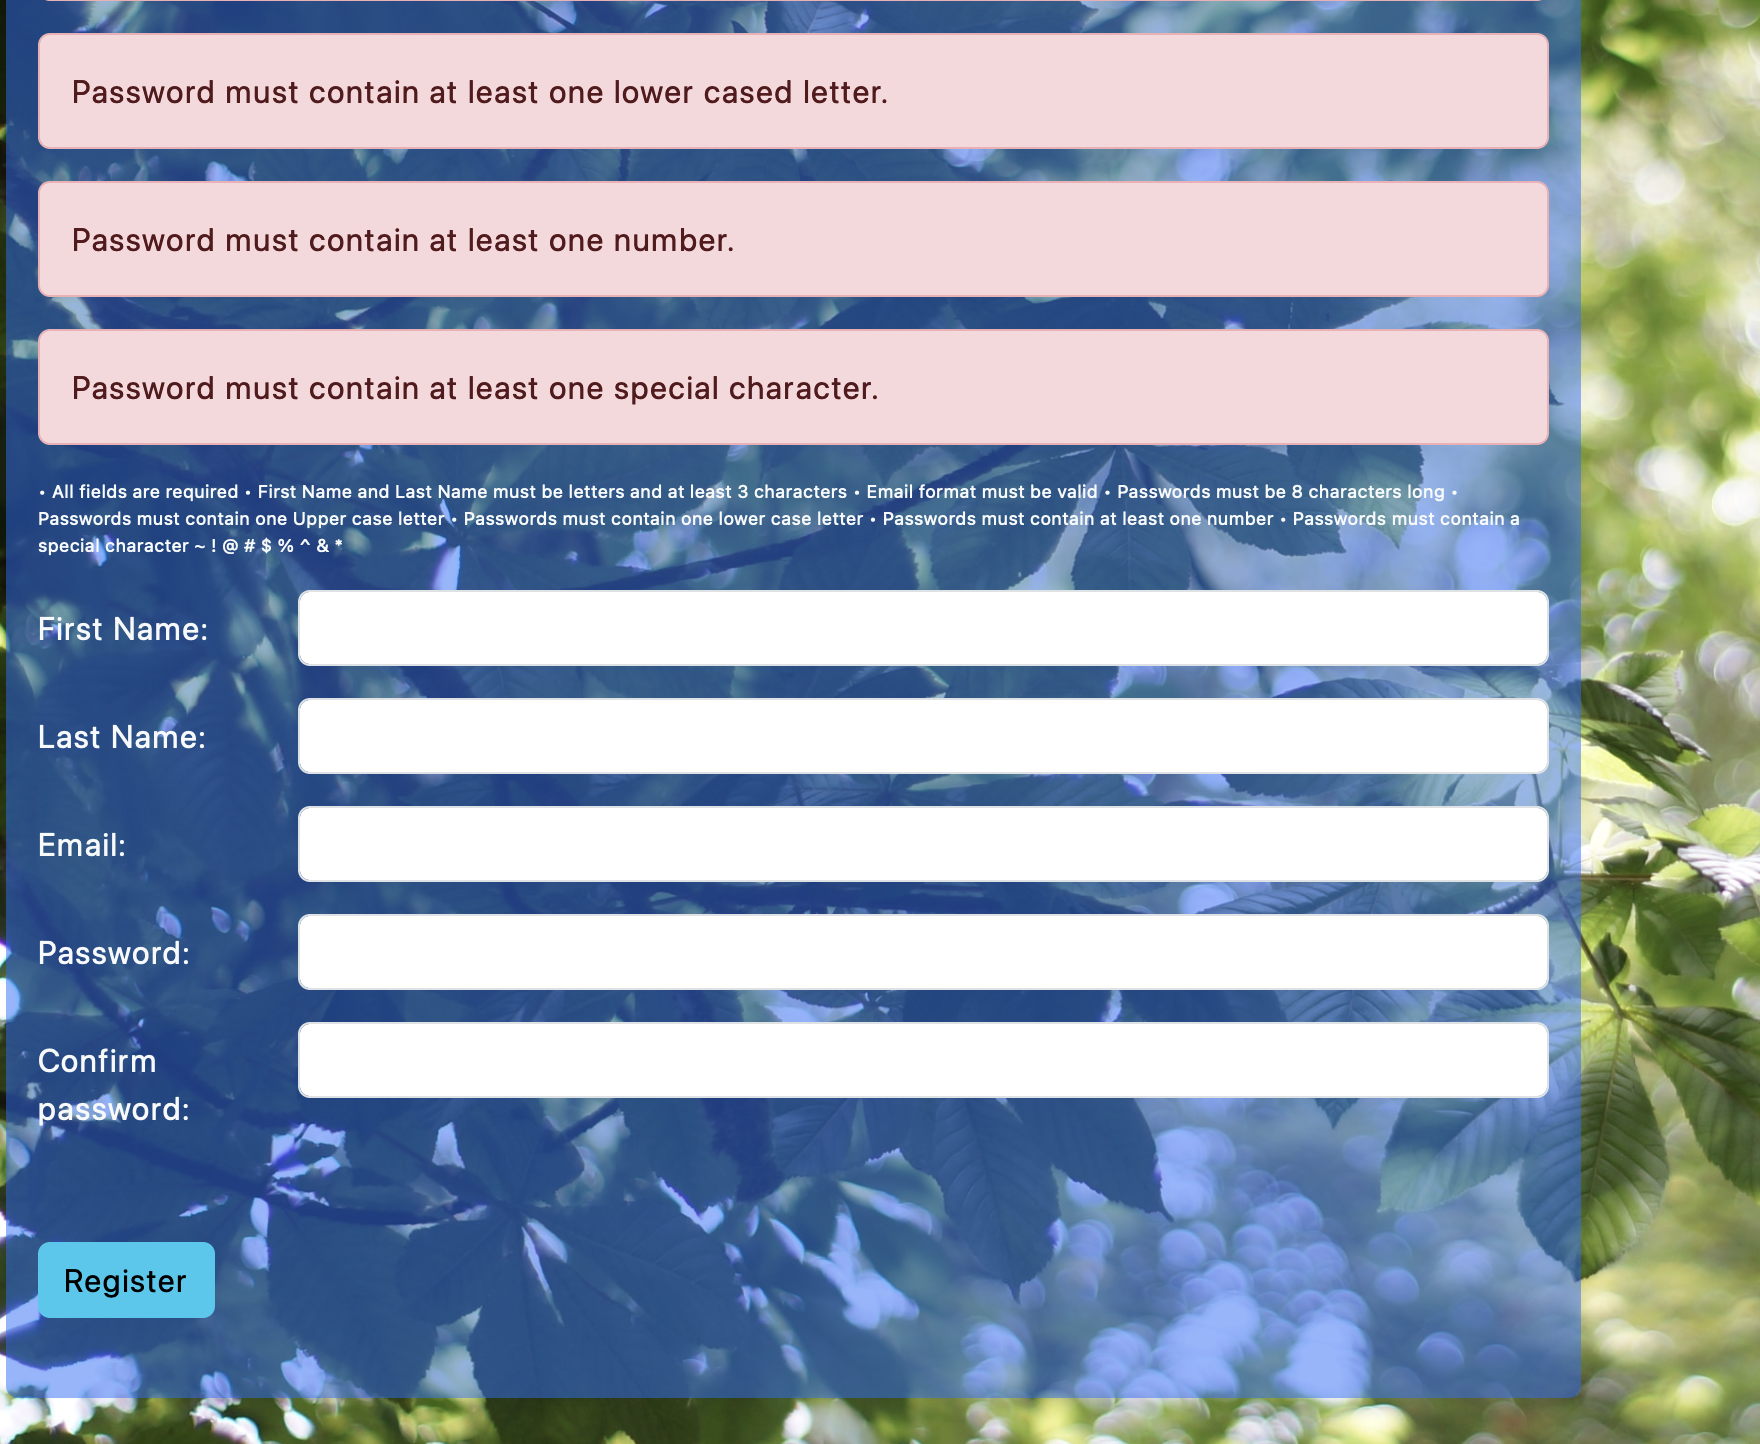 Password must contain at least one lower cased letter.
Password must contain at least one number.
Password must contain at least one special character.
• All fields are required • First Name and Last Name must be letters and at least 3 characters • Email format must be valid • Passwords must be 8 characters long •
Passwords must contain one Upper case letter • Passwords must contain one lower case letter • Passwords must contain at least one number • Passwords must contain a
special character ~ ! @ # $ % ^ & *
First Name:
Last Name:
Email:
Password:
Confirm
password:
Register